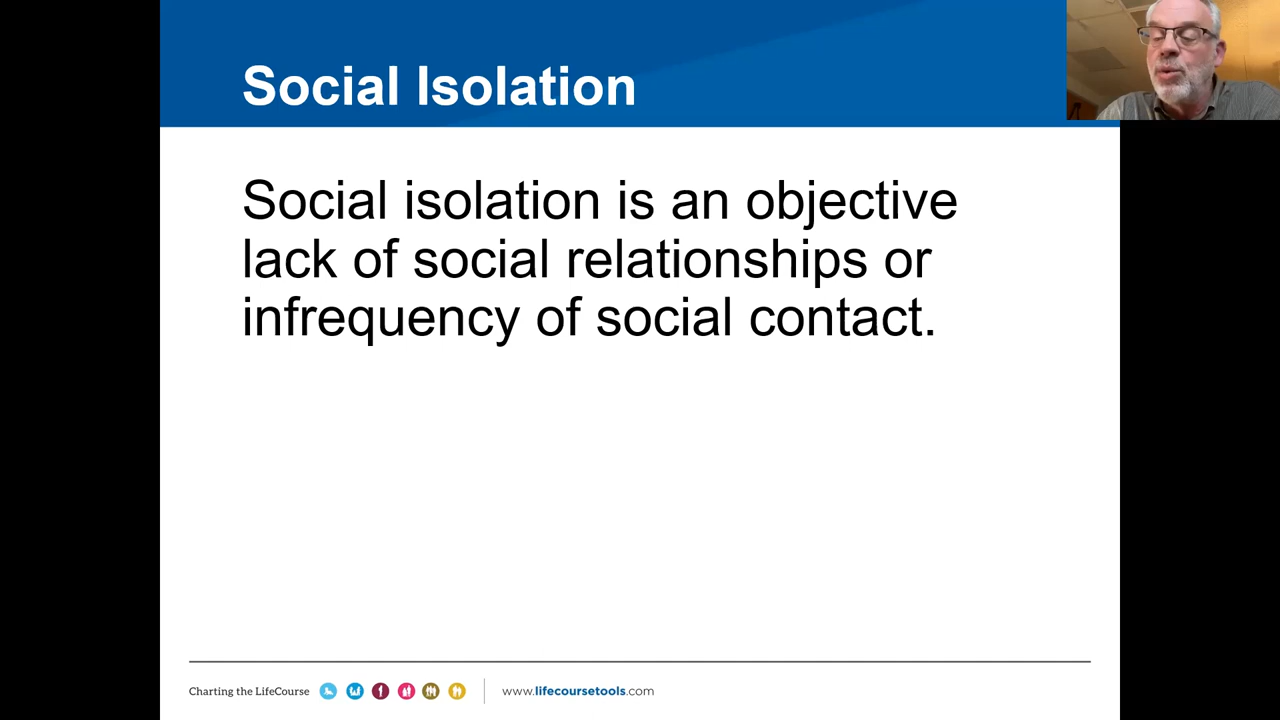 Social Isolation
Social isolation is an objective
lack of social relationships or
infrequency of social contact.
Charting the LifeCourse
www.lifecoursetools.com